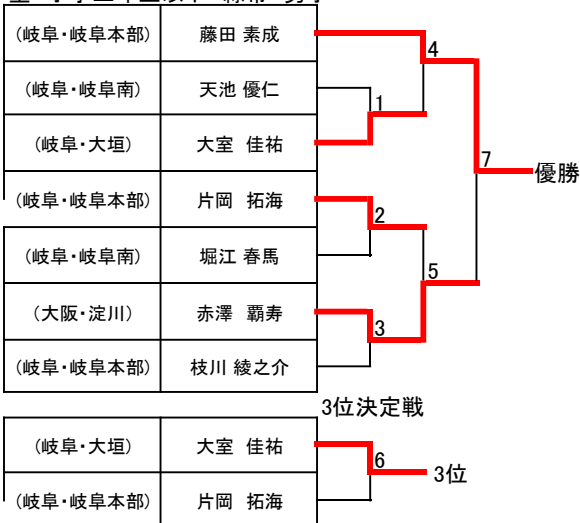 (岐阜・岐阜本部) 藤田 素成
4
(岐阜・岐阜南) 天池 優仁
1
(岐阜・大垣) 大室 佳祐
7
優勝
(岐阜・岐阜本部) 片岡 拓海
2
(岐阜・岐阜南) 堀江 春馬
5
(大阪・淀川) 赤澤 覇寿
3
(岐阜・岐阜本部) 枝川 綾之介
3位決定戦
(岐阜・大垣) 大室 佳祐
6
3位
(岐阜・岐阜本部) 片岡 拓海